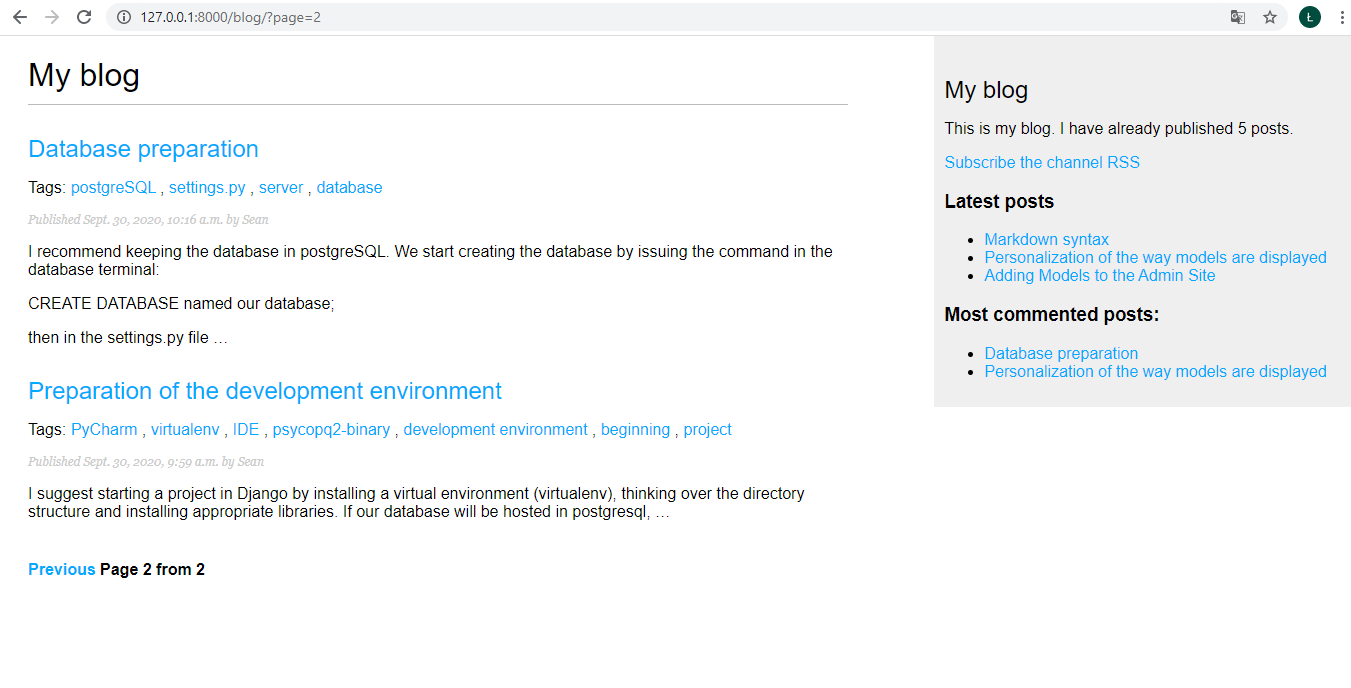 127.0.0.1:8000/blog/?page=2
Ł
My blog
Database preparation
Tags: postgreSQL , settings.py , server , database
Published Sept. 30, 2020, 10:16 a.m. by Sean
I recommend keeping the database in postgreSQL. We start creating the database by issuing the command in the
database terminal:
CREATE DATABASE named our database;
then in the settings.py file …
Preparation of the development environment
Tags: PyCharm , virtualenv , IDE , psycopq2-binary , development environment , beginning , project
Published Sept. 30, 2020, 9:59 a.m. by Sean
I suggest starting a project in Django by installing a virtual environment (virtualenv), thinking over the directory
structure and installing appropriate libraries. If our database will be hosted in postgresql, …
Previous Page 2 from 2
My blog
This is my blog. I have already published 5 posts.
Subscribe the channel RSS
Latest posts
Markdown syntax
Personalization of the way models are displayed
Adding Models to the Admin Site
Most commented posts:
Database preparation
Personalization of the way models are displayed